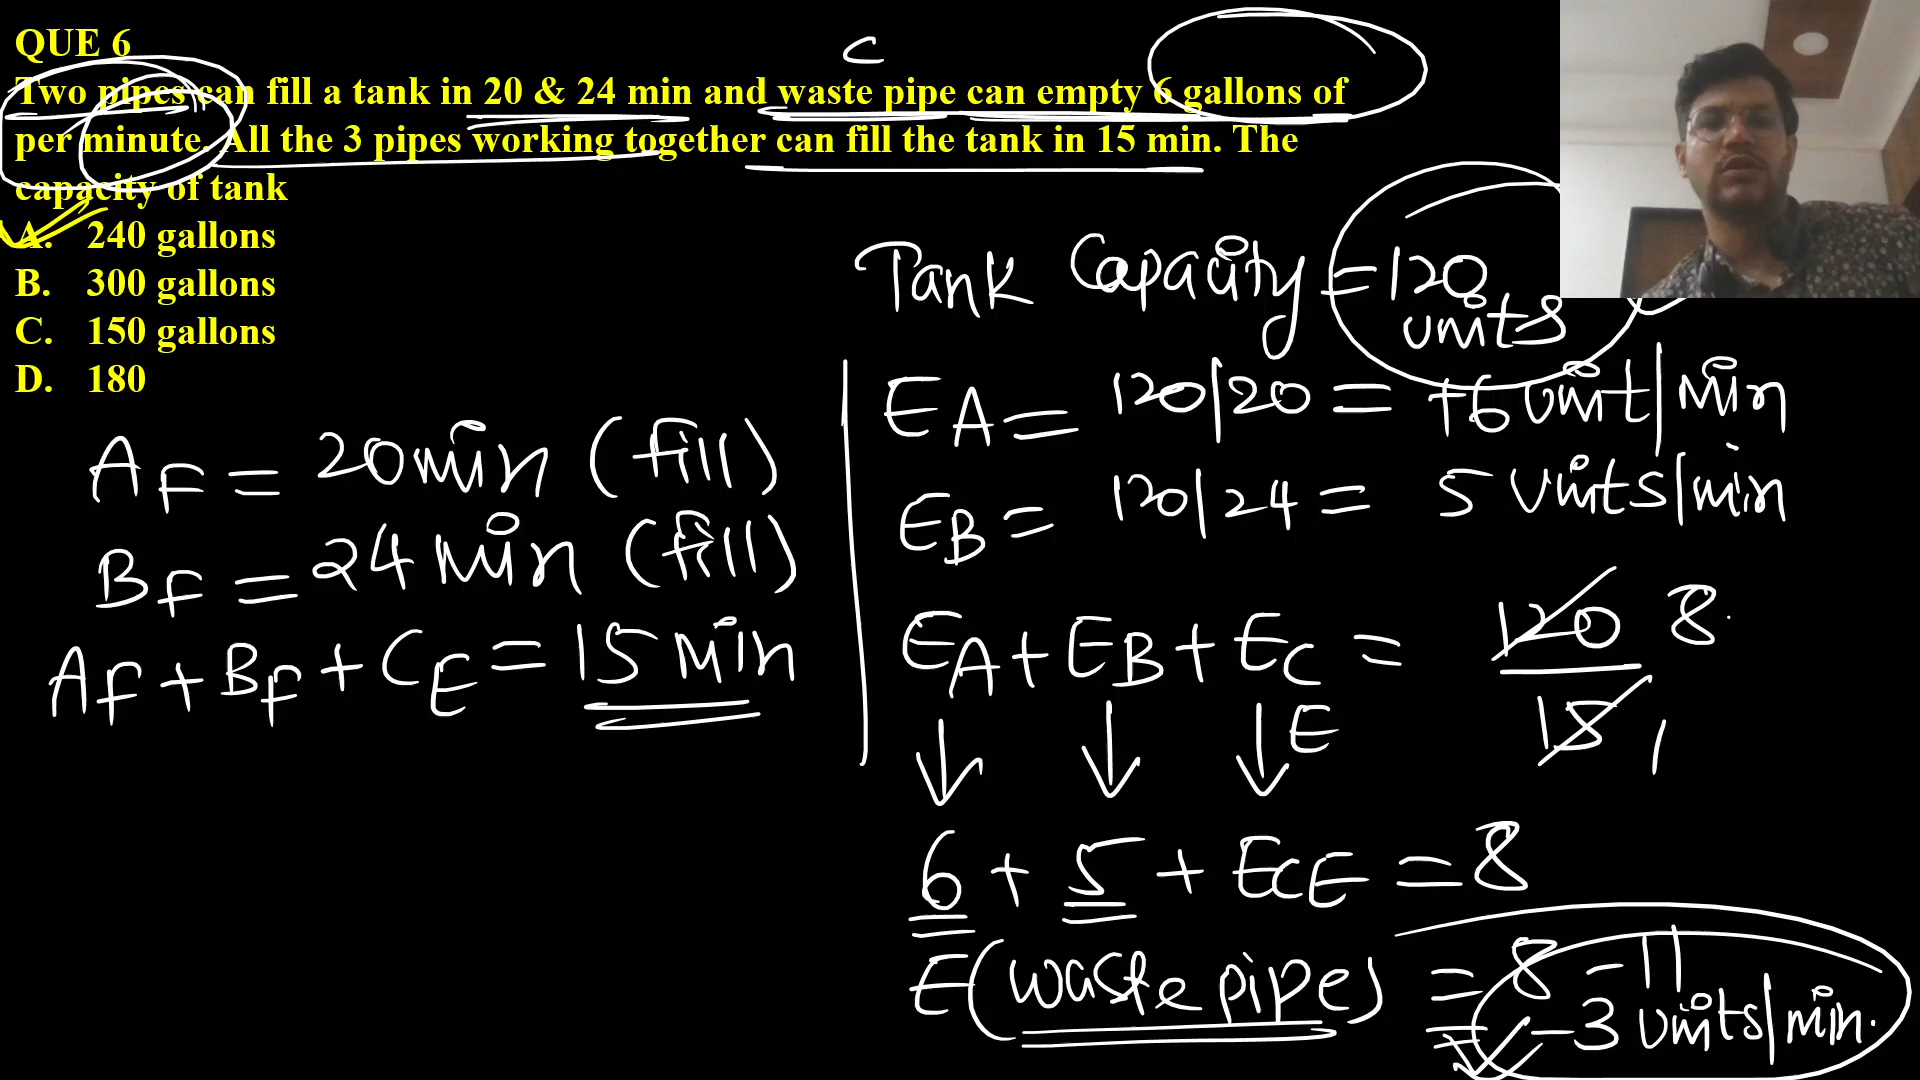 QUE 6
C
Two pipes can fill a tank in 20 & 24 min and waste pipe can empty 6 gallons of
per minute. All the 3 pipes working together can fill the tank in 15 min. The
capacity of tank
A. 240 gallons
B. 300 gallons
C. 150 gallons
D. 180
AF = 20 min (fill)
BF = 24 min (fill)
AF + BF + CE = 15 Min
Tank Capacity = 120
units
EA = 120/20 = +6 unit/min
EB = 120/24 = 5 units/min
EA + EB + EC = 120 8
15 1
E
6 + 5 + ECE = 8
E(waste pipe) = 8 - 11
= -3 units/min.